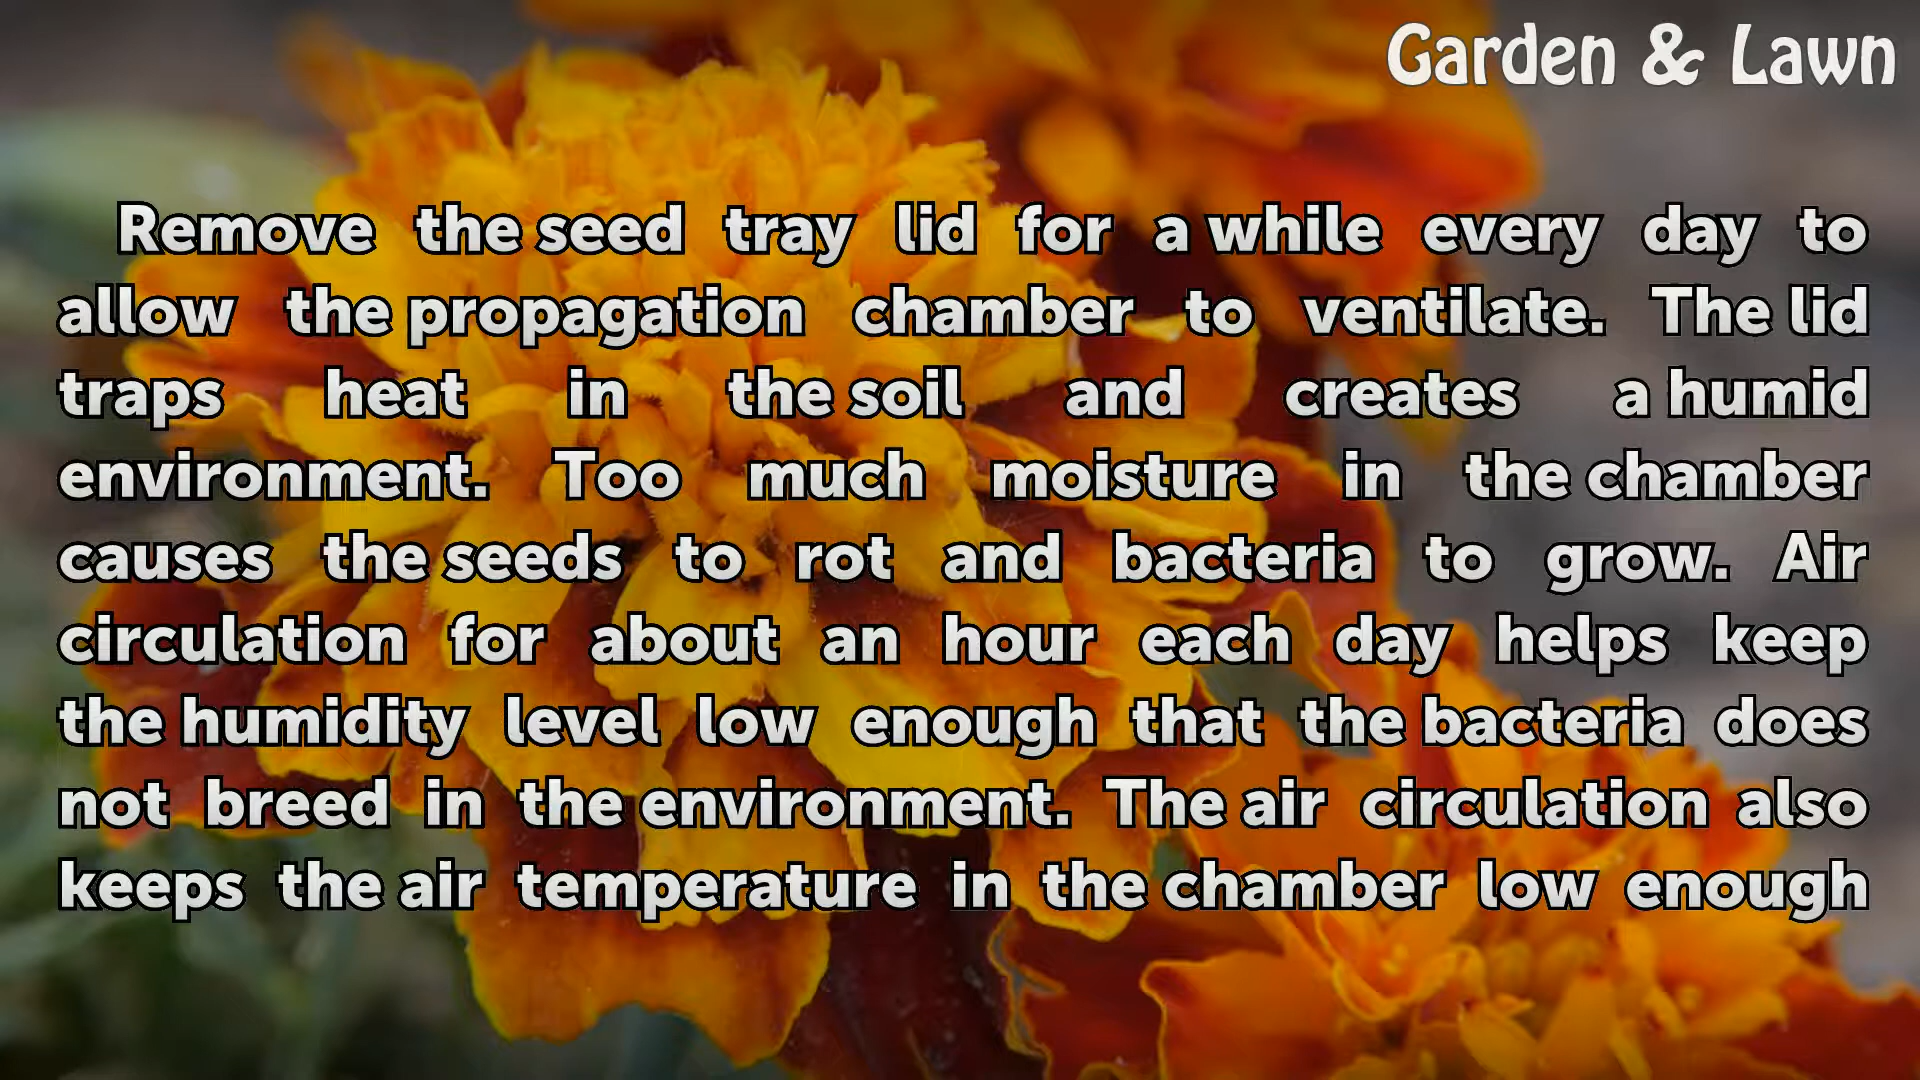 Garden & Lawn
Remove the seed tray lid for a while every day to
allow the propagation chamber to ventilate. The lid
traps heat in the soil and creates a humid
environment. Too much moisture in the chamber
causes the seeds to rot and bacteria to grow. Air
circulation for about an hour each day helps keep
the humidity level low enough that the bacteria does
not breed in the environment. The air circulation also
keeps the air temperature in the chamber low enough